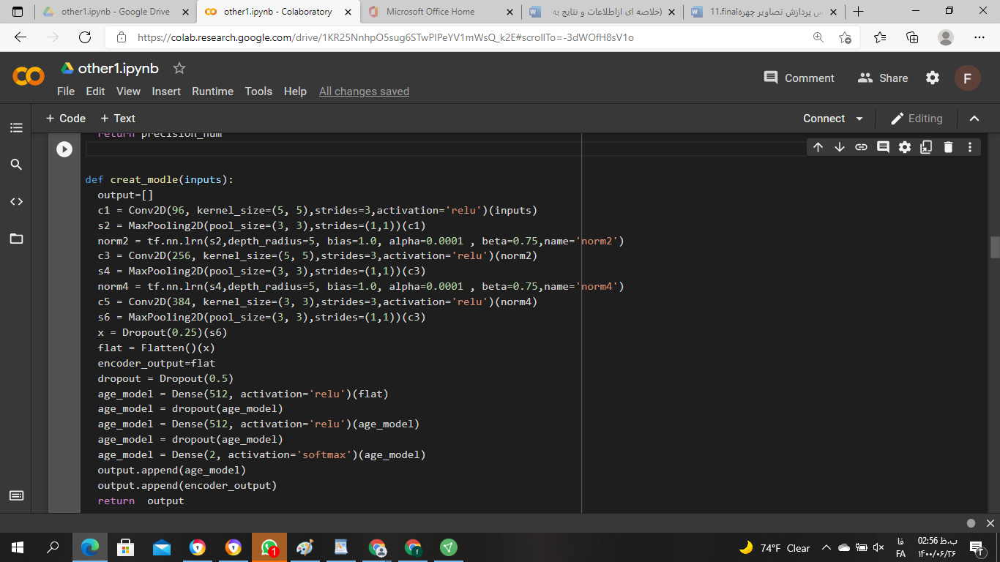 other1.ipynb - Google Drive
other1.ipynb - Colaboratory
Microsoft Office Home
(خلاصه ای ازاطلاعات و نتایج به
س پردازش تصاویر چهره11.final
https://colab.research.google.com/drive/1KR25NnhpO5sug6STwPIPeYV1mWsQ_k2E#scrollTo=-3dWOfH8sV1o
other1.ipynb
Comment
Share
F
File Edit View Insert Runtime Tools Help All changes saved
+ Code + Text
Connect
Editing
return precision_num
def creat_modle(inputs):
output=[]
c1 = Conv2D(96, kernel_size=(5, 5),strides=3,activation='relu')(inputs)
s2 = MaxPooling2D(pool_size=(3, 3),strides=(1,1))(c1)
norm2 = tf.nn.lrn(s2,depth_radius=5, bias=1.0, alpha=0.0001 , beta=0.75,name='norm2')
c3 = Conv2D(256, kernel_size=(5, 5),strides=3,activation='relu')(norm2)
s4 = MaxPooling2D(pool_size=(3, 3),strides=(1,1))(c3)
norm4 = tf.nn.lrn(s4,depth_radius=5, bias=1.0, alpha=0.0001 , beta=0.75,name='norm4')
c5 = Conv2D(384, kernel_size=(3, 3),strides=3,activation='relu')(norm4)
s6 = MaxPooling2D(pool_size=(3, 3),strides=(1,1))(c3)
x = Dropout(0.25)(s6)
flat = Flatten()(x)
encoder_output=flat
dropout = Dropout(0.5)
age_model = Dense(512, activation='relu')(flat)
age_model = dropout(age_model)
age_model = Dense(512, activation='relu')(age_model)
age_model = dropout(age_model)
age_model = Dense(2, activation='softmax')(age_model)
output.append(age_model)
output.append(encoder_output)
return  output
1
f
74°F Clear
فا
FA
02:56 ب.ظ
۱۴۰۰/۰۶/۲۶